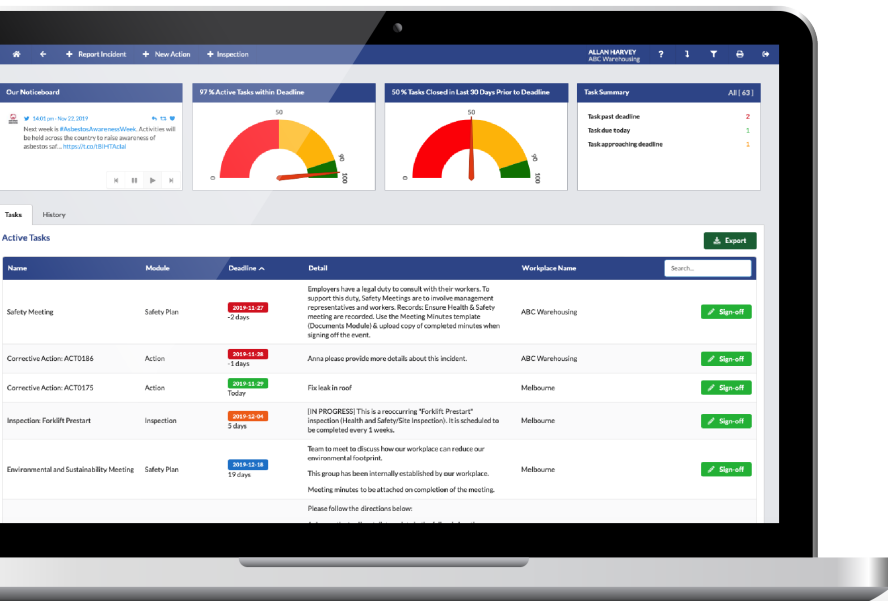 Report Incident
New Action
Inspection
ALLAN HARVEY
ABC Warehousing
?
Our Noticeboard
14:01 pm - Nov 22, 2019
Next week is #AsbestosAwarenessWeek. Activities will
be held across the country to raise awareness of
asbestos saf...
97 % Active Tasks within Deadline
50
0
90
100
50 % Tasks Closed in Last 30 Days Prior to Deadline
50
0
90
100
Task Summary All [ 63 ]
Task past deadline 2
Task due today 1
Task approaching deadline 1
Tasks History
Active Tasks
Export
Name Module Deadline Detail Workplace Name Search...
Safety Meeting Safety Plan 2019-11-27
-2 days
Employers have a legal duty to consult with their workers. To
support this duty, Safety Meetings are to involve management
representatives and workers. Records: Ensure Health & Safety
meeting are recorded. Use the Meeting Minutes template
(Documents Module) & upload copy of completed minutes when
signing off the event.
ABC Warehousing Sign-off
Corrective Action: ACT0186 Action 2019-11-28
-1 days
Anna please provide more details about this incident. ABC Warehousing Sign-off
Corrective Action: ACT0175 Action 2019-11-29
Today
Fix leak in roof Melbourne Sign-off
Inspection: Forklift Prestart Inspection 2019-12-04
5 days
[IN PROGRESS] This is a reoccurring "Forklift Prestart"
inspection (Health and Safety/Site Inspection). It is scheduled to
be completed every 1 weeks.
Melbourne Sign-off
Environmental and Sustainability Meeting Safety Plan 2019-12-18
19 days
Team to meet to discuss how our workplace can reduce our
environmental footprint.
This group has been internally established by our workplace.
Meeting minutes to be attached on completion of the meeting.
Melbourne Sign-off
Please follow the directions below: